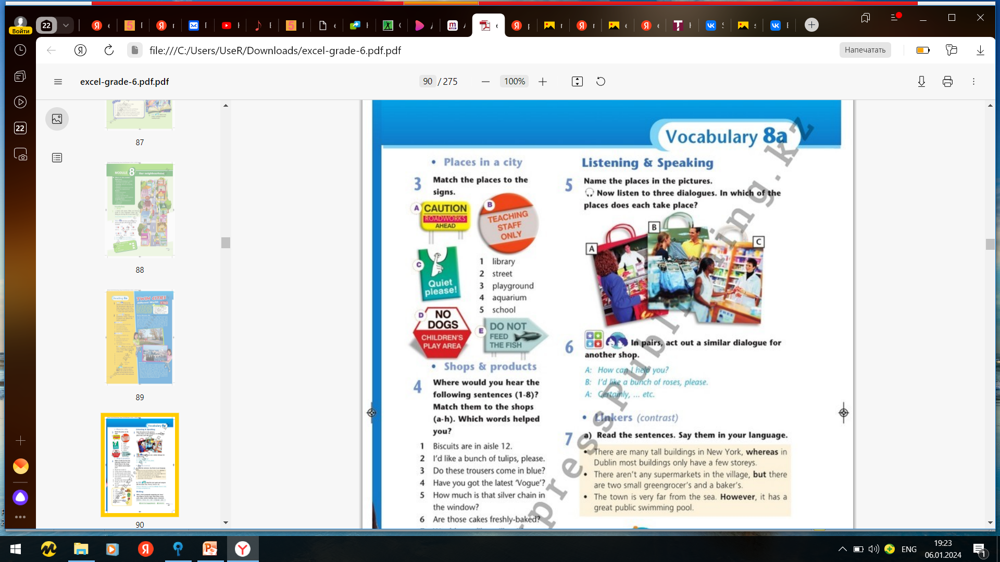 22
Войти
file:///C:/Users/UseR/Downloads/excel-grade-6.pdf.pdf
Напечатать
excel-grade-6.pdf.pdf
90 / 275
100%
22
87
MODULE 8 Our neighbourhood
88
Reading 8a
TWIN CITIES
89
Vocabulary 8a
90
Vocabulary 8a
• Places in a city
3 Match the places to the
signs.
A CAUTION
ROADWORKS
AHEAD
B TEACHING
STAFF
ONLY
C Quiet
please!
1 library
2 street
3 playground
4 aquarium
5 school
D NO
DOGS
CHILDREN'S
PLAY AREA
E DO NOT
FEED
THE FISH
• Shops & products
4 Where would you hear the
following sentences (1-8)?
Match them to the shops
(a-h). Which words helped
you?
1 Biscuits are in aisle 12.
2 I'd like a bunch of tulips, please.
3 Do these trousers come in blue?
4 Have you got the latest 'Vogue'?
5 How much is that silver chain in
the window?
6 Are those cakes freshly-baked?
Listening & Speaking
5 Name the places in the pictures.
Now listen to three dialogues. In which of the
places does each take place?
A
B
C
6 In pairs, act out a similar dialogue for
another shop.
A: How can I help you?
B: I'd like a bunch of roses, please.
A: Certainly, ... etc.
• Linkers (contrast)
7 a) Read the sentences. Say them in your language.
• There are many tall buildings in New York, whereas in
Dublin most buildings only have a few storeys.
• There aren't any supermarkets in the village, but there
are two small greengrocer's and a baker's.
• The town is very far from the sea. However, it has a
great public swimming pool.
ENG
19:23
06.01.2024
1